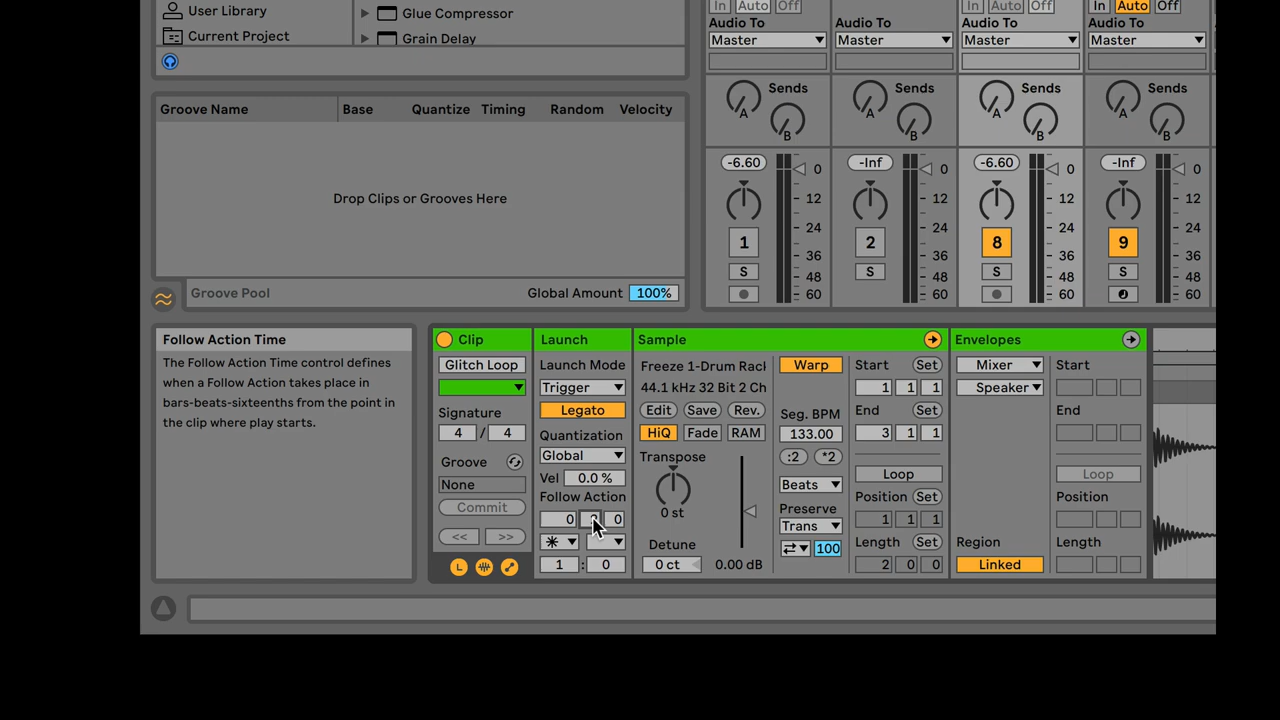 User Library
Current Project
Glue Compressor
Grain Delay
In Auto Off
In Auto Off
In Auto Off
Audio To
Audio To
Audio To
Audio To
Master
Master
Master
Master
Sends
Sends
Sends
Sends
A
B
A
B
A
B
A
B
Groove Name Base Quantize Timing Random Velocity
Drop Clips or Grooves Here
Groove Pool
Global Amount 100%
-6.60
0
12
24
36
48
60
1
S
-Inf
0
12
24
36
48
60
2
S
-6.60
0
12
24
36
48
60
8
S
-Inf
0
12
24
36
48
60
9
S
Follow Action Time
The Follow Action Time control defines
when a Follow Action takes place in
bars-beats-sixteenths from the point in
the clip where play starts.
Clip
Glitch Loop
Signature
4 / 4
Groove
None
Commit
<< >>
L
Launch
Launch Mode
Trigger
Legato
Quantization
Global
Vel 0.0 %
Follow Action
0 0
1 : 0
Sample
Freeze 1-Drum Rack
44.1 kHz 32 Bit 2 Ch
Edit Save Rev.
HiQ Fade RAM
Transpose
0 st
Detune
0 ct 0.00 dB
Warp
Seg. BPM
133.00
:2 *2
Beats
Preserve
Trans
100
Start Set
1 1 1
End Set
3 1 1
Loop
Position Set
1 1 1
Length Set
2 0 0
Envelopes
Mixer
Speaker
Region
Linked
Start
End
Loop
Position
Length